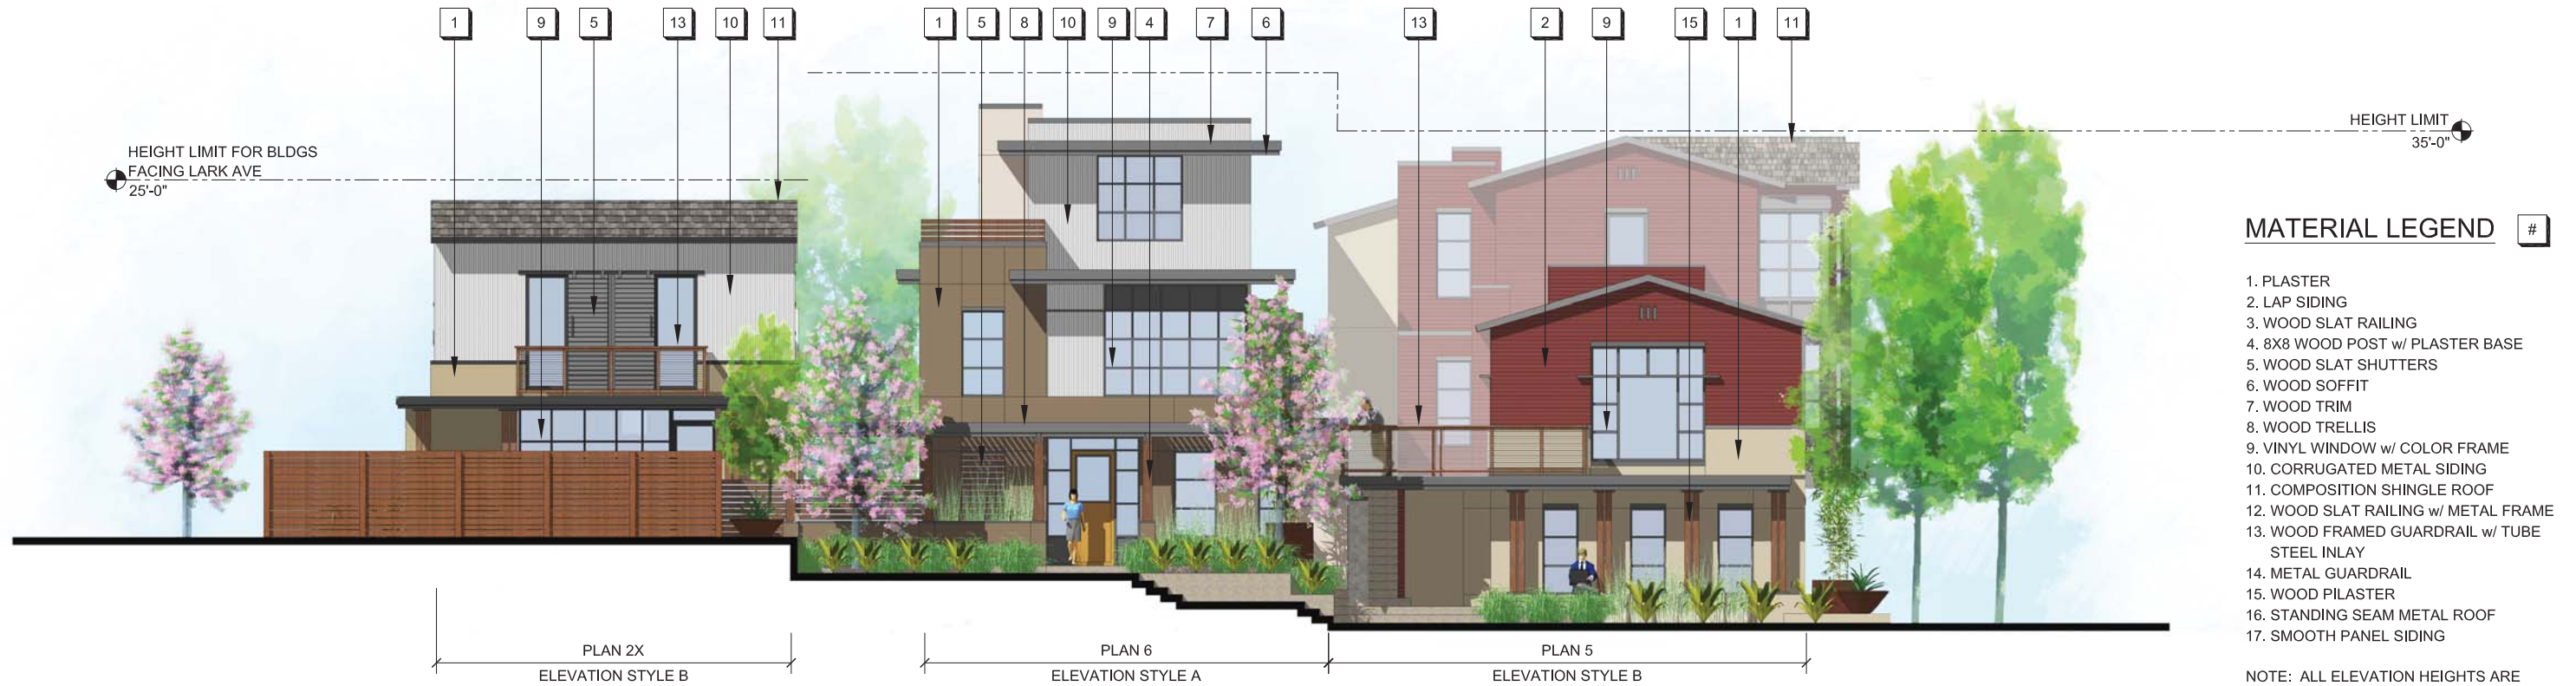 1 9 5 13 10 11 1 5 8 10 9 4 7 6 13 2 9 15 1 11
HEIGHT LIMIT FOR BLDGS
FACING LARK AVE
25'-0"
HEIGHT LIMIT
35'-0"
MATERIAL LEGEND #
1. PLASTER
2. LAP SIDING
3. WOOD SLAT RAILING
4. 8X8 WOOD POST w/ PLASTER BASE
5. WOOD SLAT SHUTTERS
6. WOOD SOFFIT
7. WOOD TRIM
8. WOOD TRELLIS
9. VINYL WINDOW w/ COLOR FRAME
10. CORRUGATED METAL SIDING
11. COMPOSITION SHINGLE ROOF
12. WOOD SLAT RAILING w/ METAL FRAME
13. WOOD FRAMED GUARDRAIL w/ TUBE
STEEL INLAY
14. METAL GUARDRAIL
15. WOOD PILASTER
16. STANDING SEAM METAL ROOF
17. SMOOTH PANEL SIDING
NOTE: ALL ELEVATION HEIGHTS ARE
PLAN 2X
ELEVATION STYLE B
PLAN 6
ELEVATION STYLE A
PLAN 5
ELEVATION STYLE B